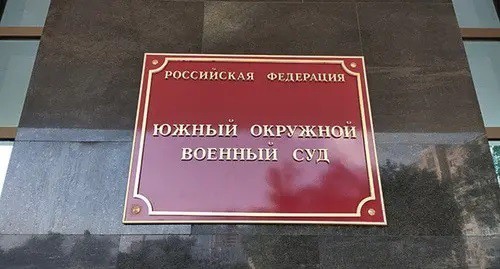 РОССИЙСКАЯ ФЕДЕРАЦИЯ
ЮЖНЫЙ ОКРУЖНОЙ
ВОЕННЫЙ СУД